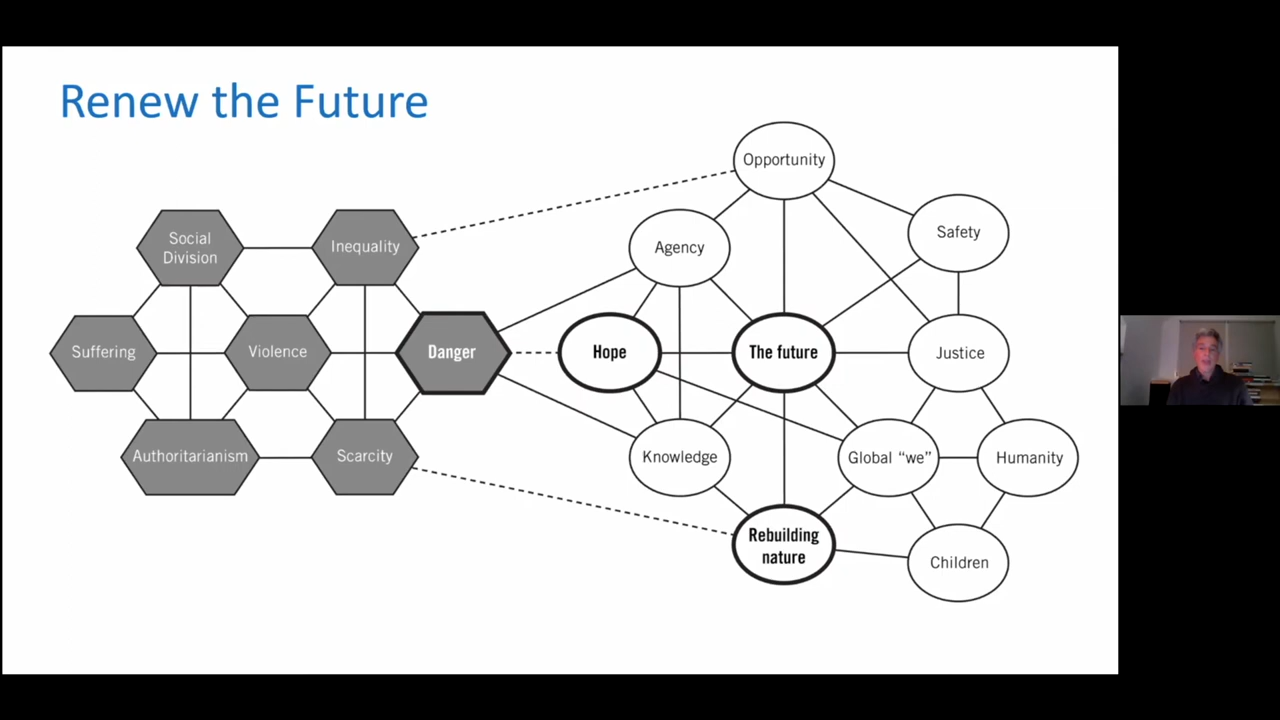 Renew the Future
Opportunity
Social
Division
Inequality
Agency
Safety
Suffering
Violence
Danger
Hope
The future
Justice
Authoritarianism
Scarcity
Knowledge
Global “we”
Humanity
Rebuilding
nature
Children